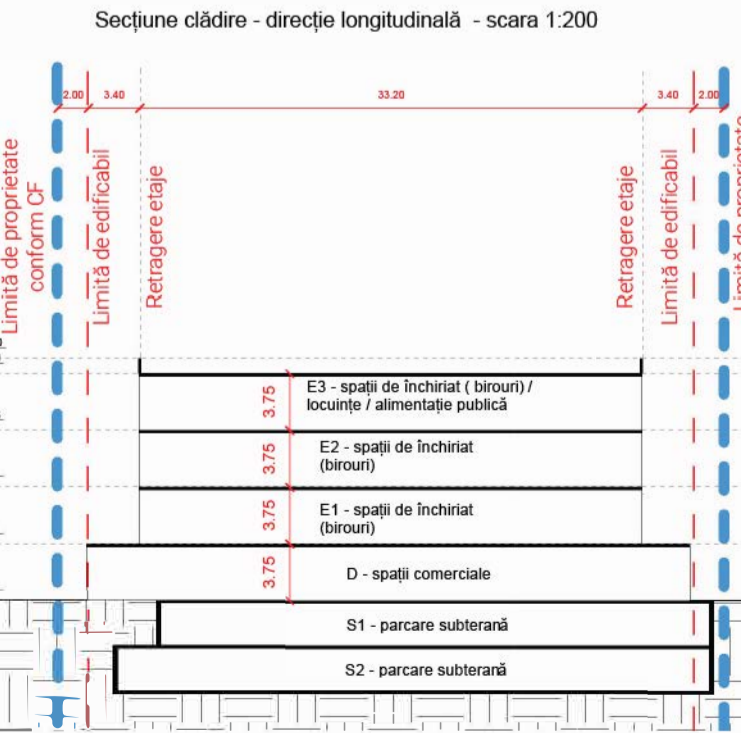 Secțiune clădire - direcție longitudinală - scara 1:200
2.00 3.40 33.20 3.40 2.00
Limită de proprietate
conform CF
Limită de edificabil
Retragere etaje
Retragere etaje
Limită de edificabil
Limită de proprietate
3.75
E3 - spații de închiriat ( birouri) /
locuințe / alimentație publică
3.75
E2 - spații de închiriat
(birouri)
3.75
E1 - spații de închiriat
(birouri)
3.75
D - spații comerciale
S1 - parcare subterană
S2 - parcare subterană